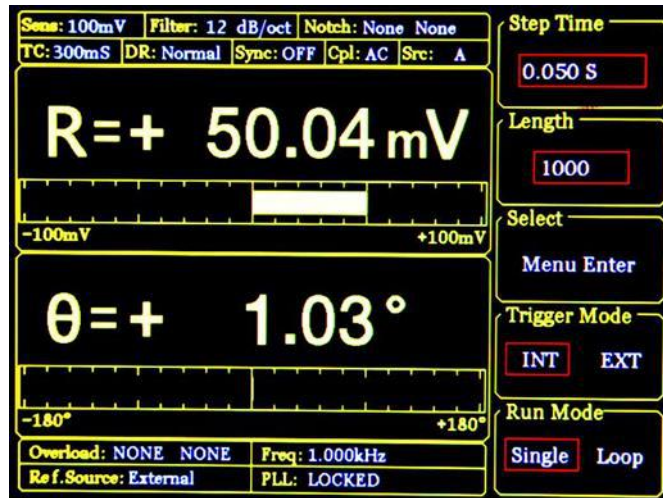 Sens: 100mV Filter: 12 dB/oct Notch: None None
TC: 300mS DR: Normal Sync: OFF Cpl: AC Src: A
R=+ 50.04 mV
-100mV +100mV
θ=+ 1.03°
-180° +180°
Overload: NONE NONE Freq: 1.000kHz
Ref.Source: External PLL: LOCKED
Step Time
0.050 S
Length
1000
Select
Menu Enter
Trigger Mode
INT EXT
Run Mode
Single Loop